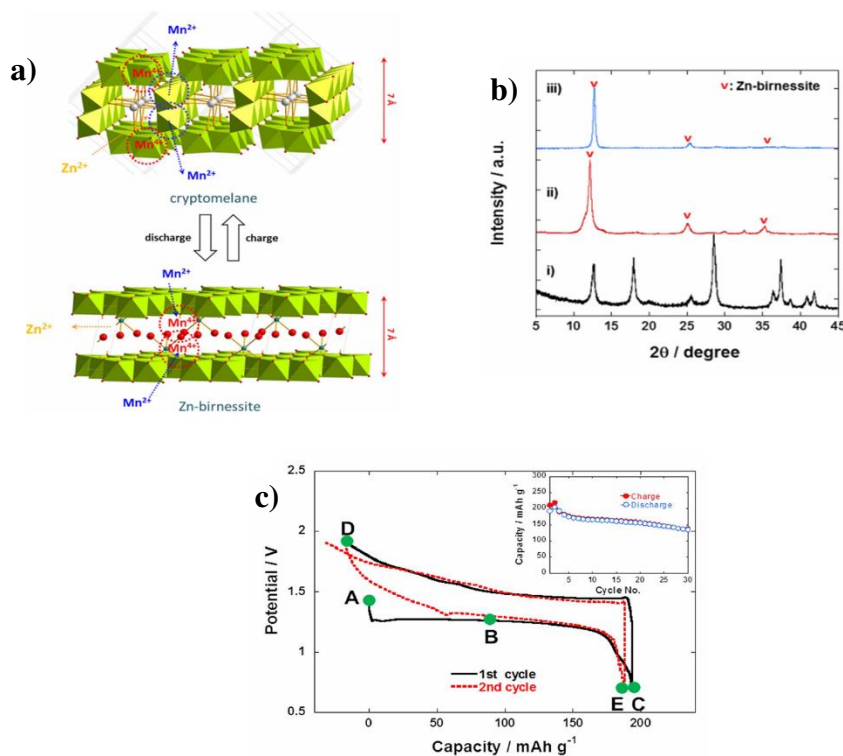 a)
Mn2+
Mn4+
7 Å
Zn2+
Mn4+
Mn2+
cryptomelane
discharge
charge
Mn2+
Zn2+
Mn4+
Mn4+
7 Å
Mn2+
Zn-birnessite
b)
v: Zn-birnessite
iii)
v
v
v
ii)
v
v
v
i)
Intensity / a.u.
5 10 15 20 25 30 35 40 45
2θ / degree
c)
2.5
2
1.5
1
0.5
Potential / V
D
A
B
E C
1st cycle
2nd cycle
0 50 100 150 200
Capacity / mAh g-1
300
250
200
150
100
50
0
Capacity / mAh g-1
Charge
Discharge
5 10 15 20 25 30
Cycle No.